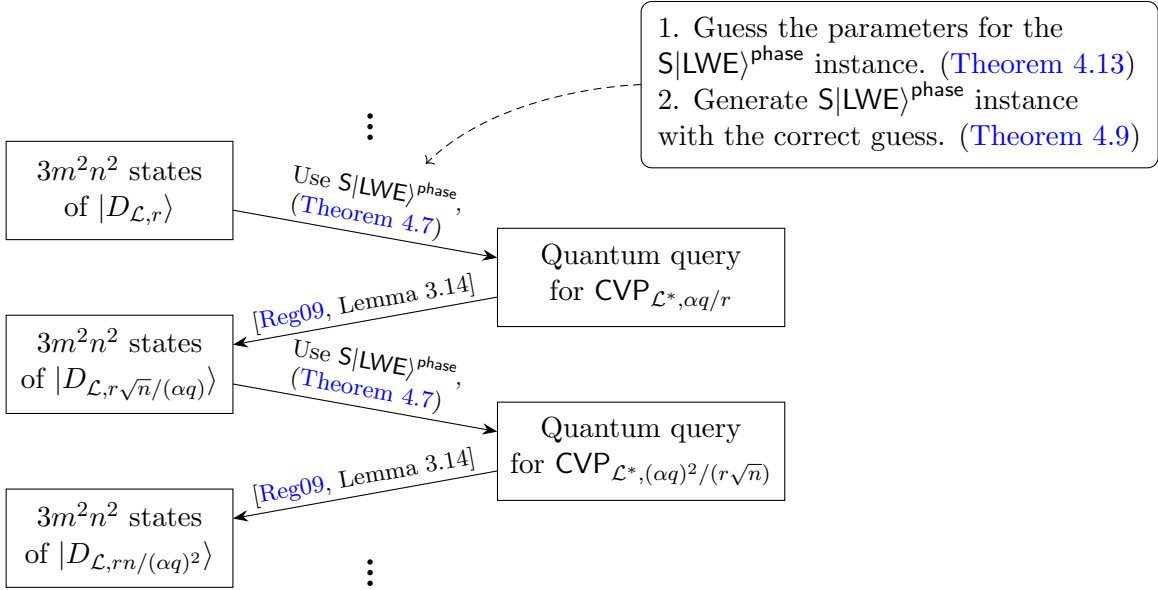 1. Guess the parameters for the
S|LWE⟩^phase instance. (Theorem 4.13)
2. Generate S|LWE⟩^phase instance
with the correct guess. (Theorem 4.9)
⋮
3m²n² states
of |D_{ℒ,r}⟩
Use S|LWE⟩^phase,
(Theorem 4.7)
Quantum query
for CVP_{ℒ*,αq/r}
[Reg09, Lemma 3.14]
3m²n² states
of |D_{ℒ,r√n/(αq)}⟩
Use S|LWE⟩^phase,
(Theorem 4.7)
Quantum query
for CVP_{ℒ*,(αq)²/(r√n)}
[Reg09, Lemma 3.14]
3m²n² states
of |D_{ℒ,rn/(αq)²}⟩
⋮